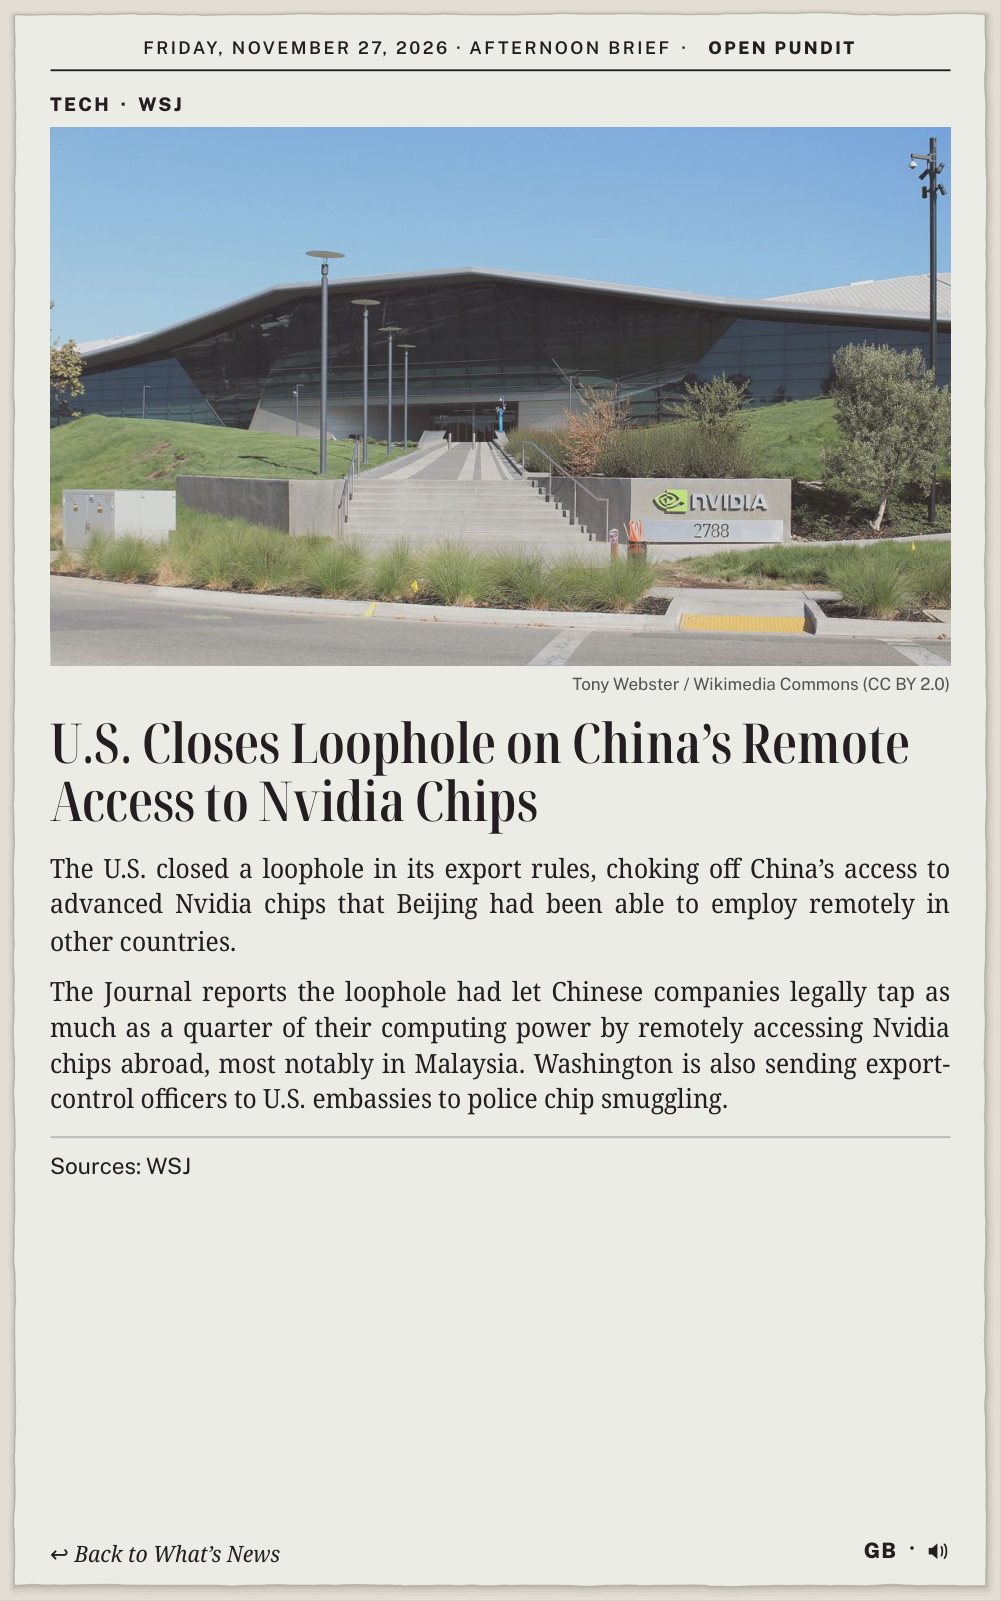 FRIDAY, NOVEMBER 27, 2026 · AFTERNOON BRIEF · OPEN PUNDIT
TECH · WSJ
NVIDIA
2788
Tony Webster / Wikimedia Commons (CC BY 2.0)
U.S. Closes Loophole on China’s Remote
Access to Nvidia Chips
The U.S. closed a loophole in its export rules, choking off China’s access to
advanced Nvidia chips that Beijing had been able to employ remotely in
other countries.
The Journal reports the loophole had let Chinese companies legally tap as
much as a quarter of their computing power by remotely accessing Nvidia
chips abroad, most notably in Malaysia. Washington is also sending export-
control officers to U.S. embassies to police chip smuggling.
Sources: WSJ
↩ Back to What’s News
GB ·